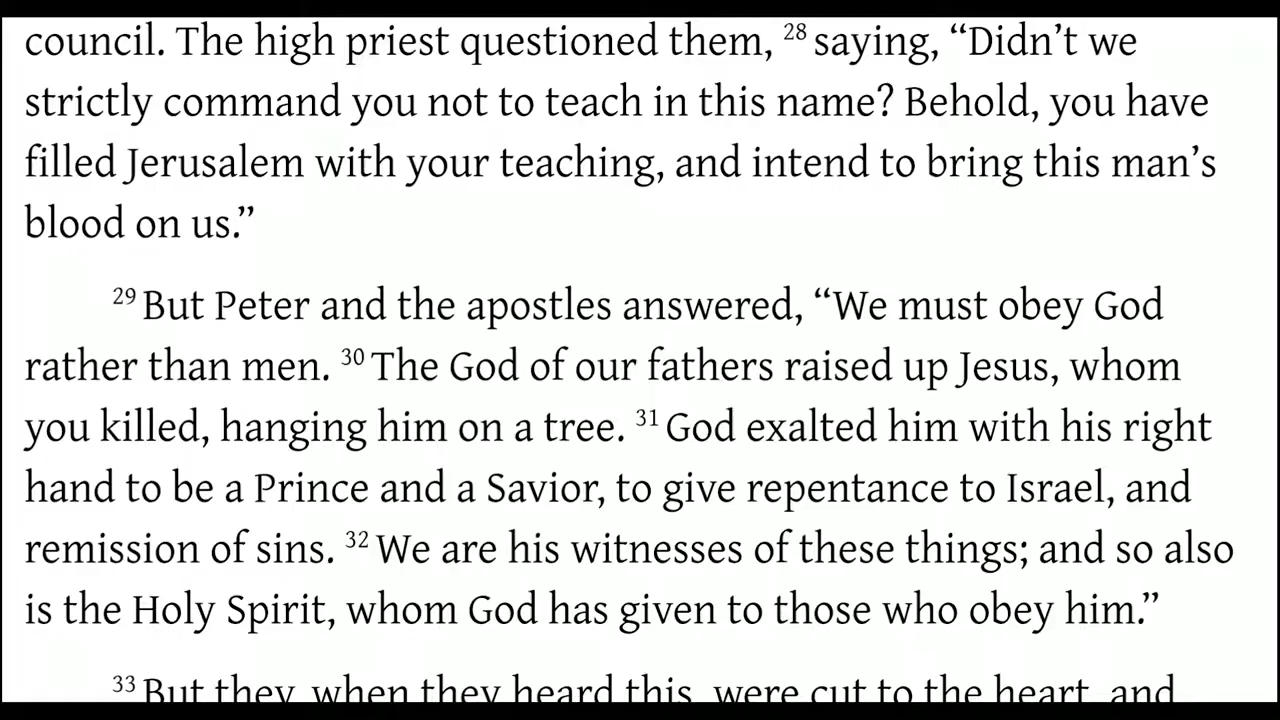 council. The high priest questioned them, 28 saying, “Didn’t we
strictly command you not to teach in this name? Behold, you have
filled Jerusalem with your teaching, and intend to bring this man’s
blood on us.”
29 But Peter and the apostles answered, “We must obey God
rather than men. 30 The God of our fathers raised up Jesus, whom
you killed, hanging him on a tree. 31 God exalted him with his right
hand to be a Prince and a Savior, to give repentance to Israel, and
remission of sins. 32 We are his witnesses of these things; and so also
is the Holy Spirit, whom God has given to those who obey him.”
33 But they, when they heard this, were cut to the heart, and